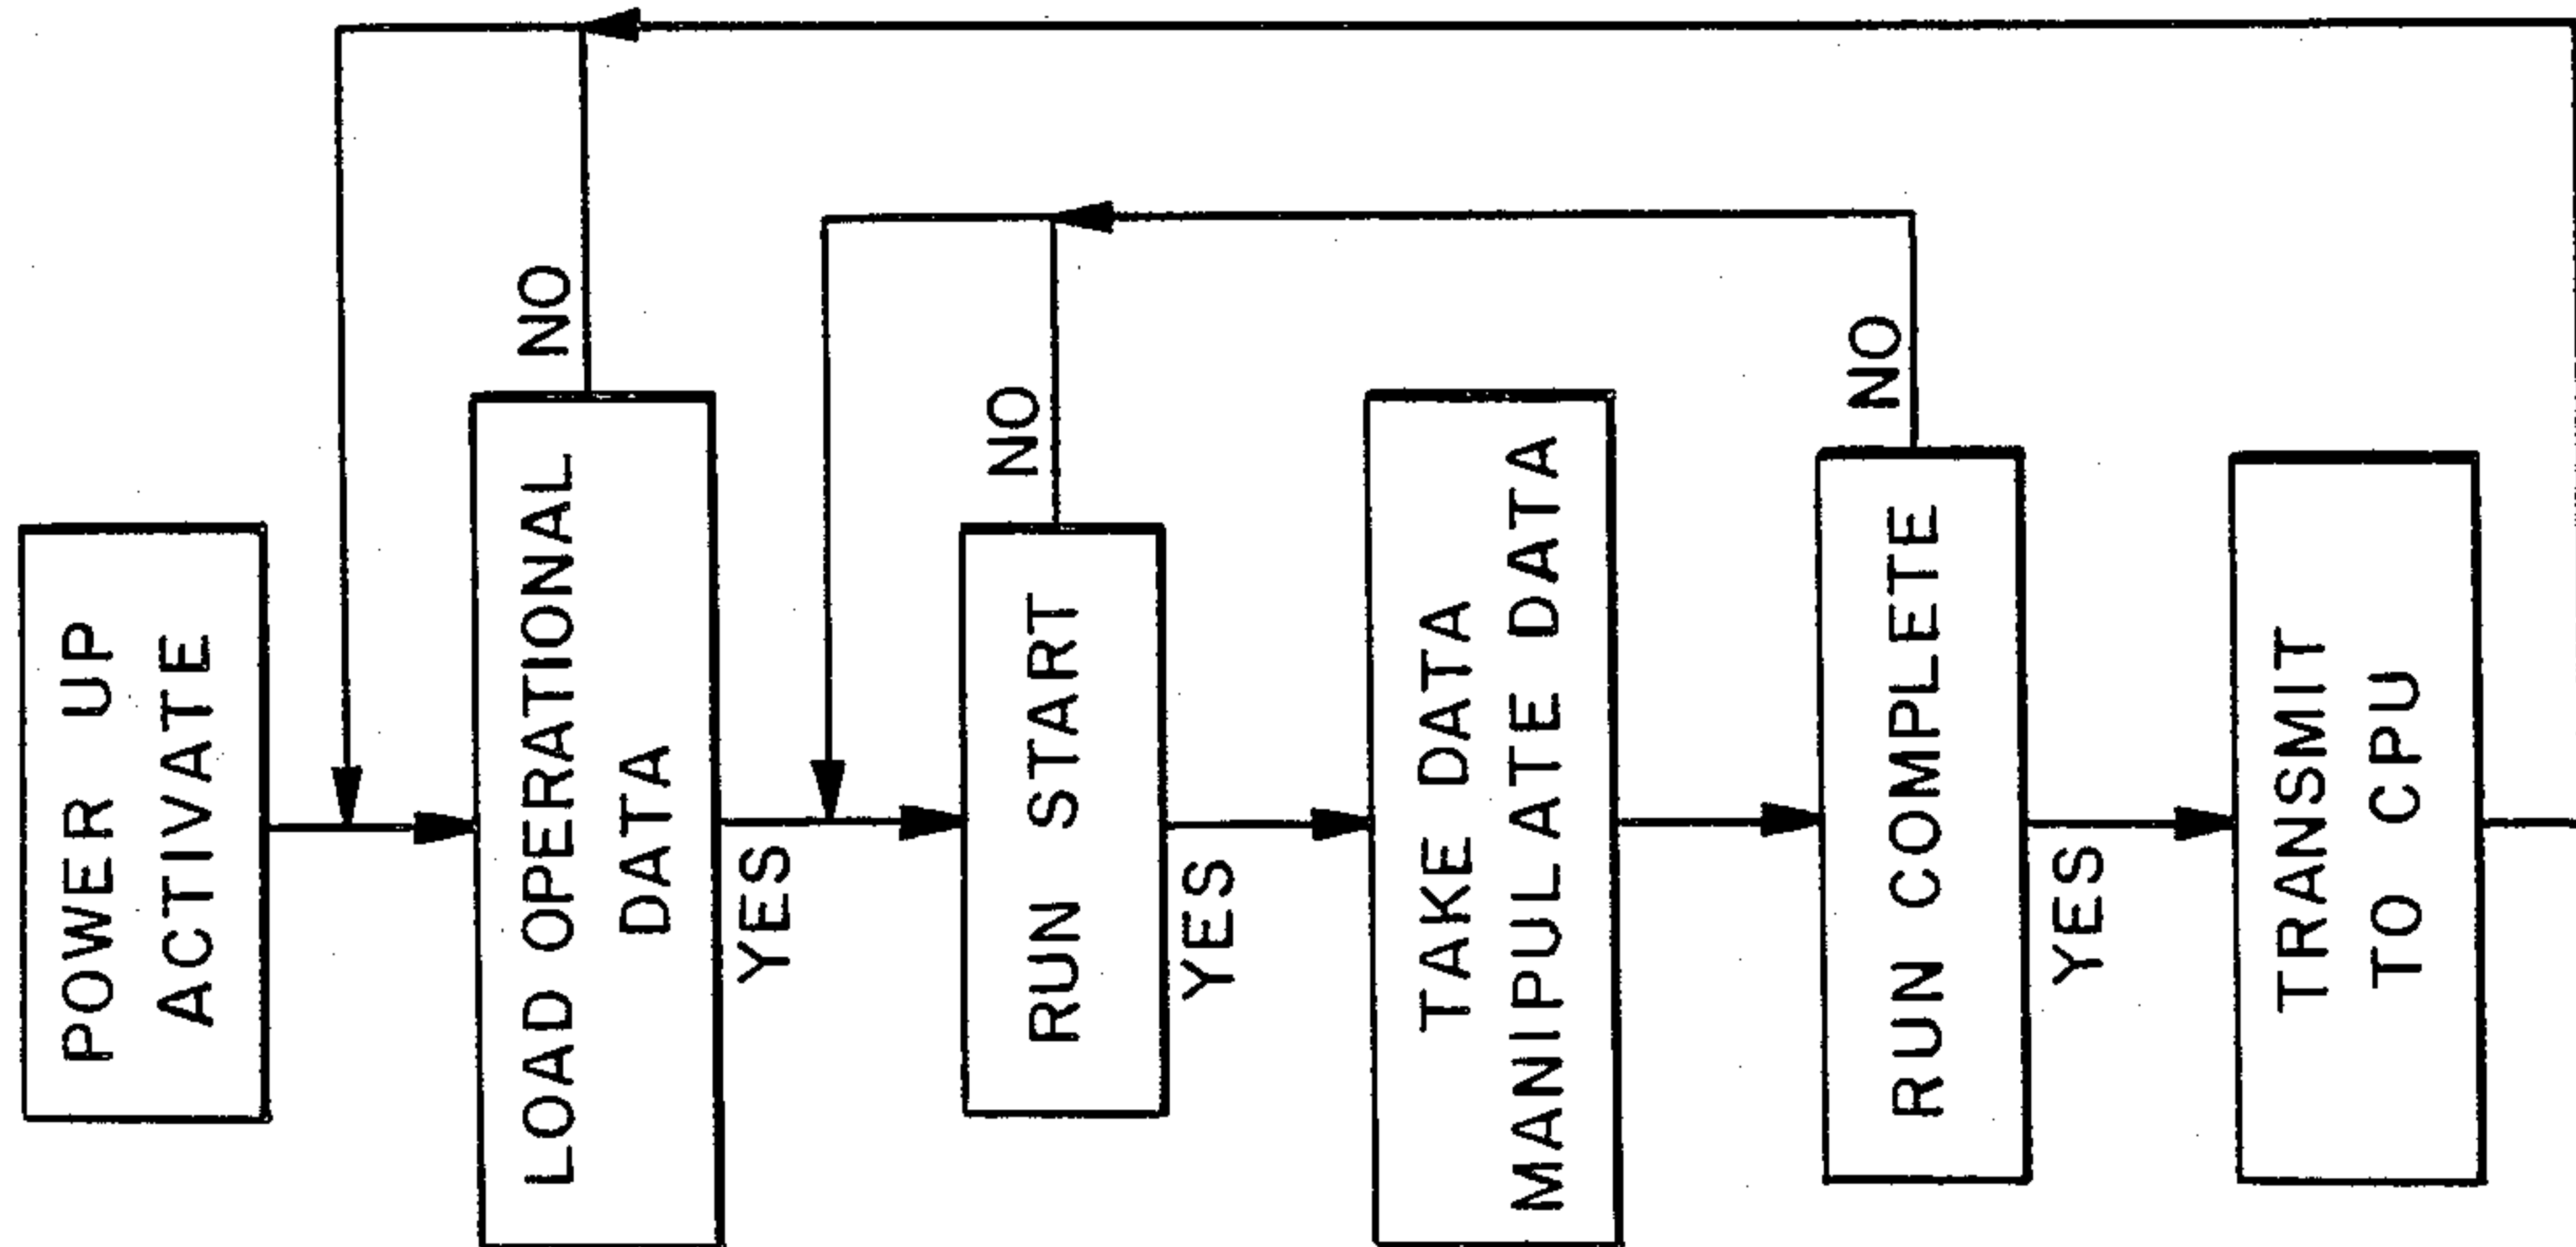 POWER UP
ACTIVATE
LOAD OPERATIONAL
DATA
NO
YES
RUN START
NO
YES
TAKE DATA
MANIPULATE DATA
RUN COMPLETE
NO
YES
TRANSMIT
TO CPU